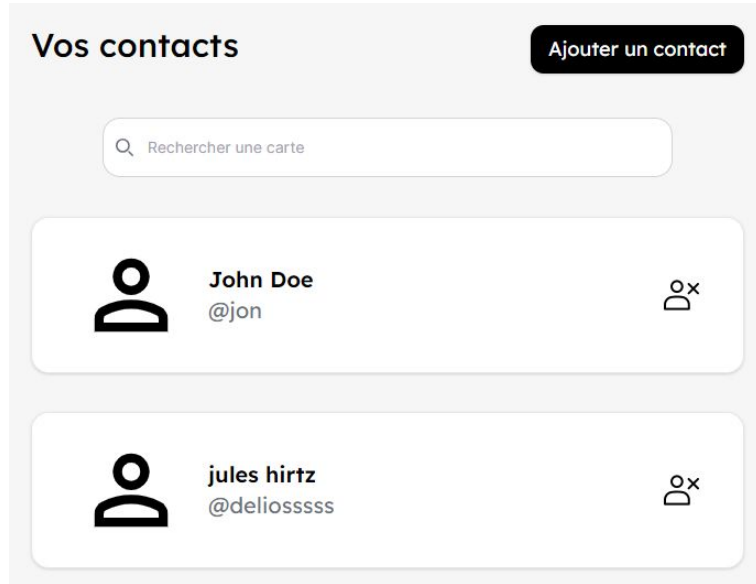 Vos contacts
Ajouter un contact
Rechercher une carte
John Doe
@jon
jules hirtz
@deliosssss